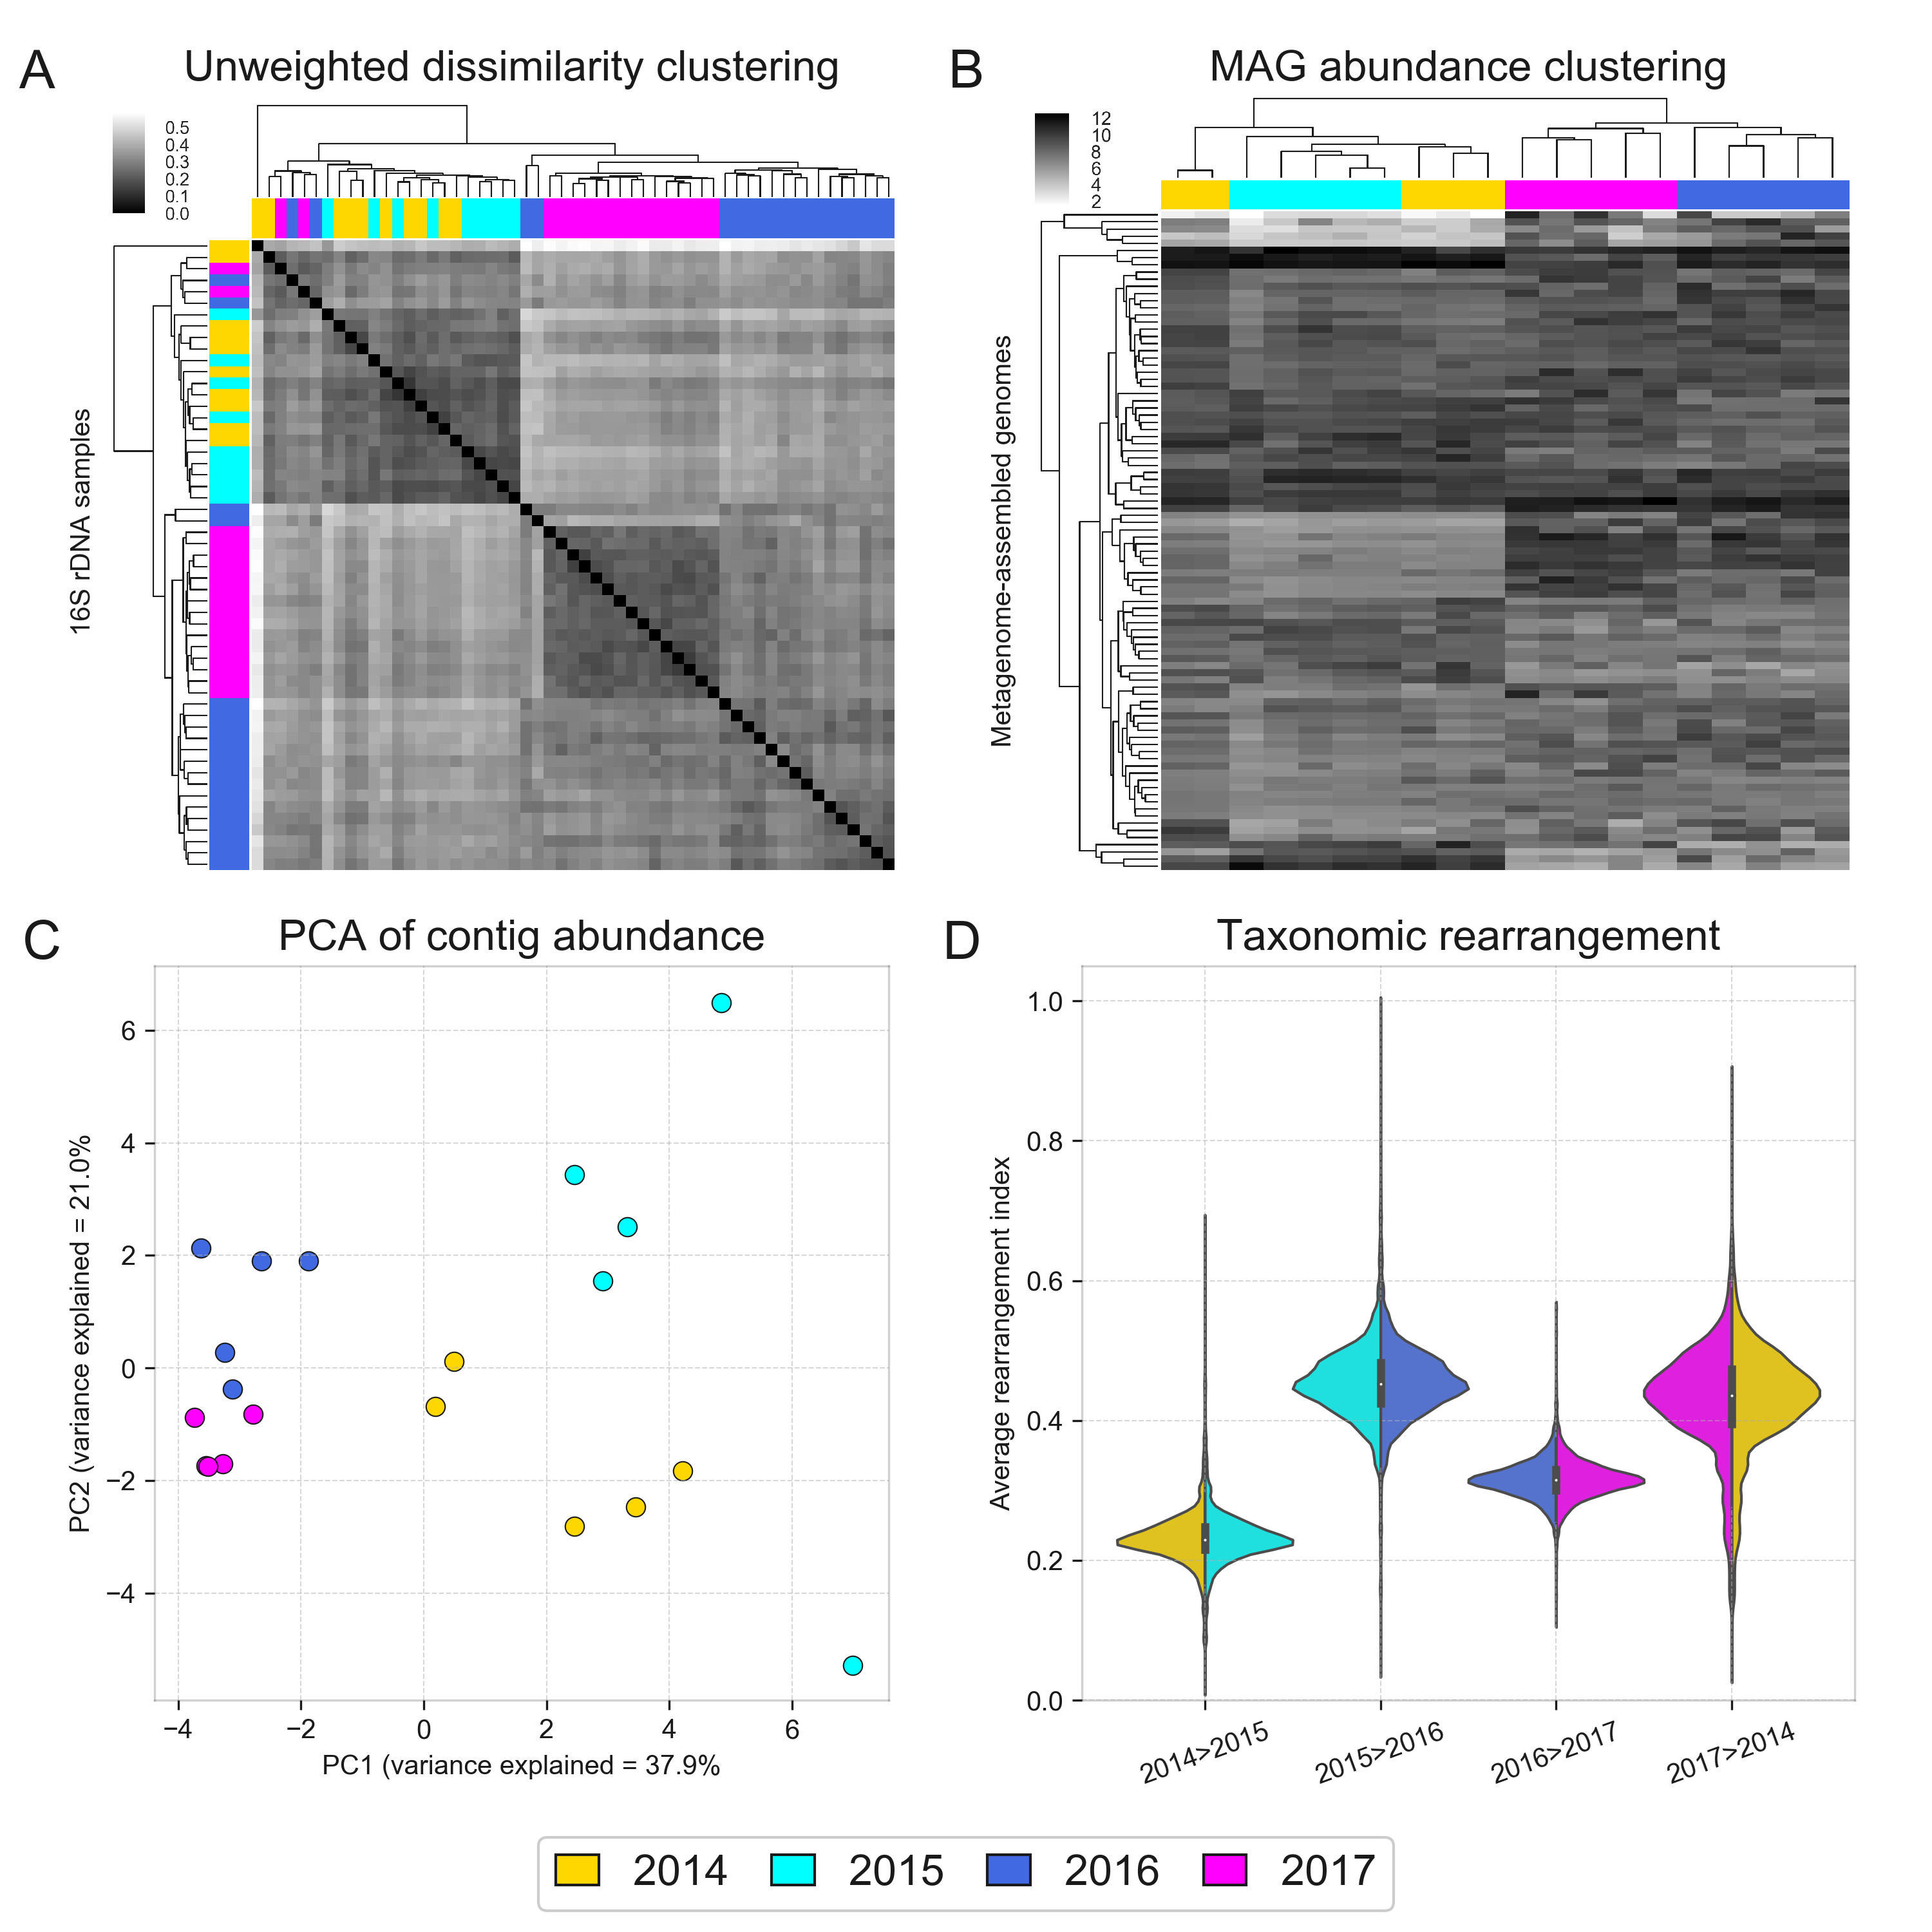 A
Unweighted dissimilarity clustering
0.5
0.4
0.3
0.2
0.1
0.0
16S rDNA samples
B
MAG abundance clustering
12
10
8
6
4
2
Metagenome-assembled genomes
C
PCA of contig abundance
6
4
2
0
−2
−4
PC2 (variance explained = 21.0%
−4 −2 0 2 4 6
PC1 (variance explained = 37.9%
D
Taxonomic rearrangement
1.0
0.8
0.6
0.4
0.2
0.0
Average rearrangement index
2014>2015 2015>2016 2016>2017 2017>2014
2014 2015 2016 2017